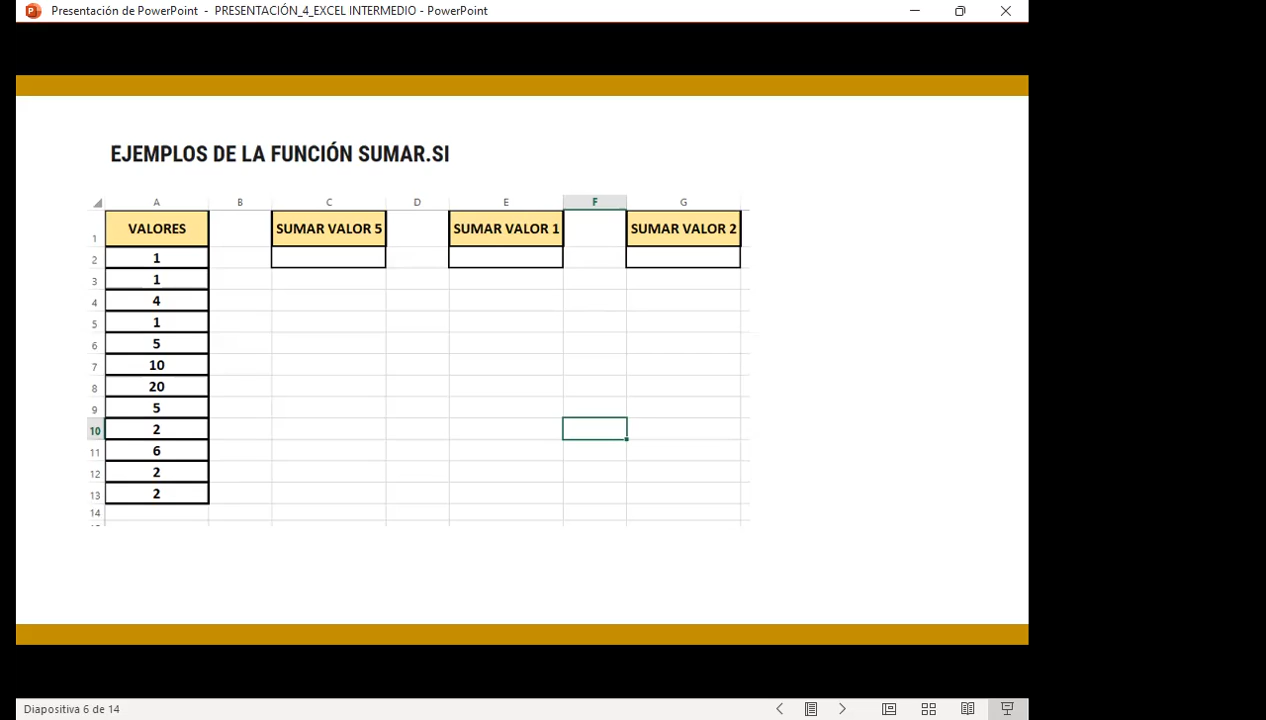 Presentación de PowerPoint - PRESENTACIÓN_4_EXCEL INTERMEDIO - PowerPoint
EJEMPLOS DE LA FUNCIÓN SUMAR.SI
A B C D E F G
1 VALORES SUMAR VALOR 5 SUMAR VALOR 1 SUMAR VALOR 2
2 1
3 1
4 4
5 1
6 5
7 10
8 20
9 5
10 2
11 6
12 2
13 2
14
Diapositiva 6 de 14